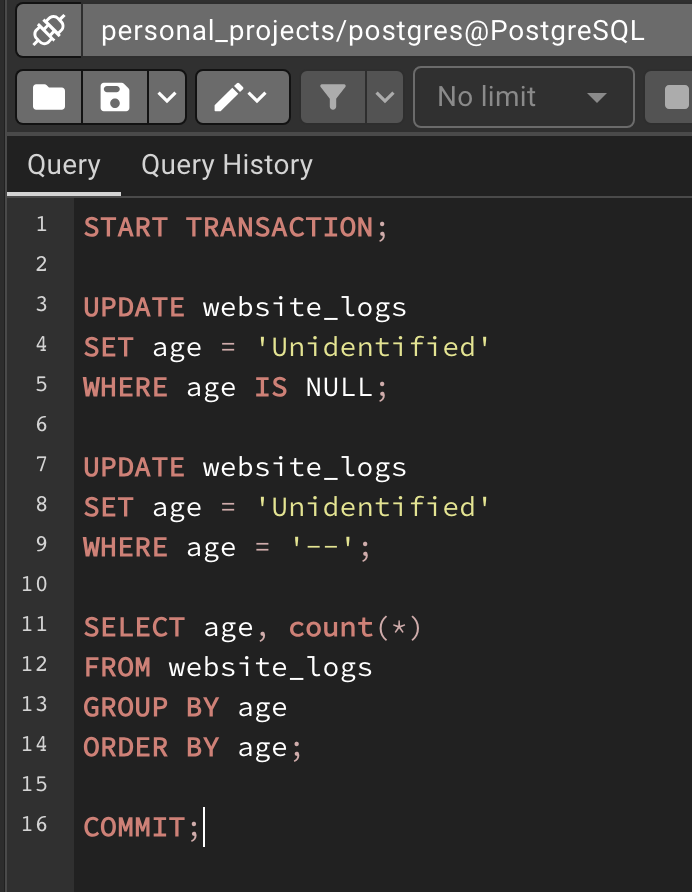 personal_projects/postgres@PostgreSQL
No limit
Query Query History
1 START TRANSACTION;
2
3 UPDATE website_logs
4 SET age = 'Unidentified'
5 WHERE age IS NULL;
6
7 UPDATE website_logs
8 SET age = 'Unidentified'
9 WHERE age = '--';
10
11 SELECT age, count(*)
12 FROM website_logs
13 GROUP BY age
14 ORDER BY age;
15
16 COMMIT;